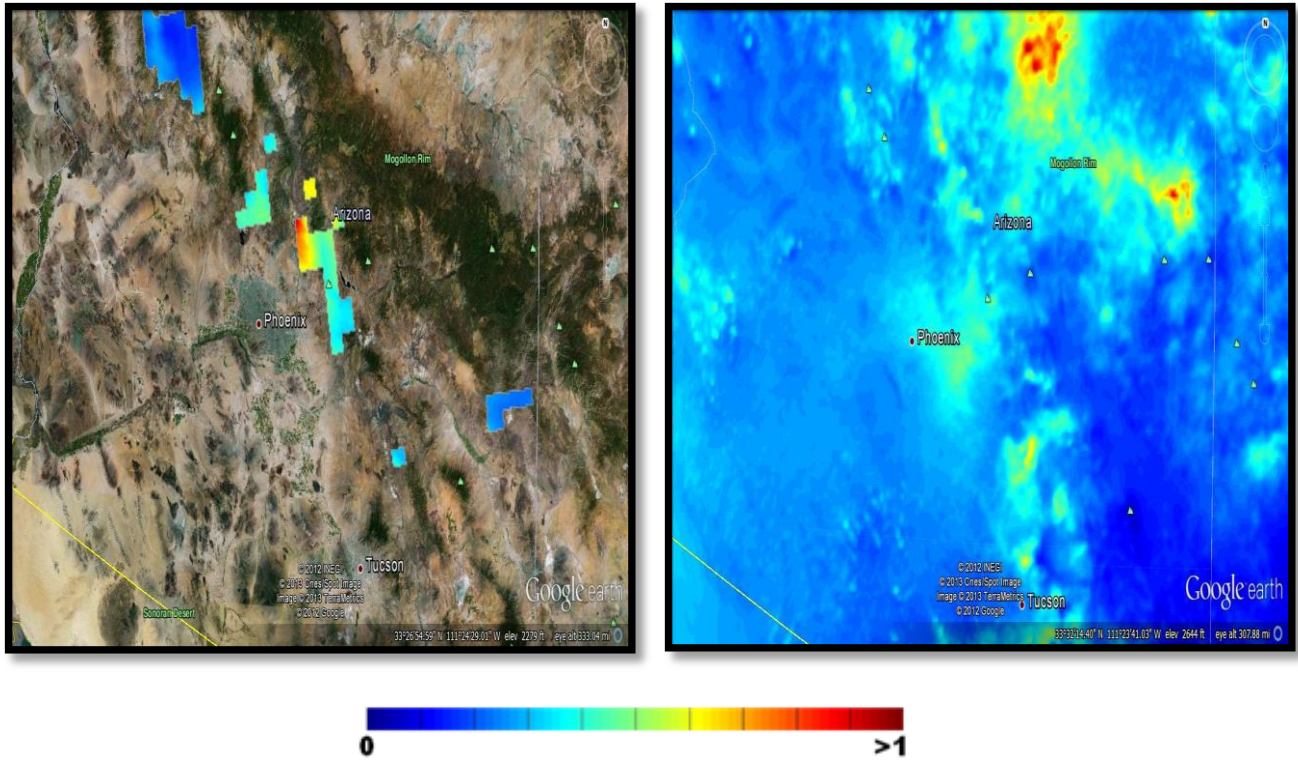 N
Mogollon Rim
Arizona
Phoenix
Tucson
© 2012 INEGI
© 2013 Cnes/Spot Image
Image © 2013 TerraMetrics
© 2012 Google
Google earth
Sonoran Desert
33°26'54.59" N 111°24'29.01" W elev 2279 ft eye alt 333.04 mi
N
Mogollon Rim
Arizona
Phoenix
© 2012 INEGI
© 2013 Cnes/Spot Image
Image © 2013 TerraMetrics
© 2012 Google
Tucson
Google earth
33°32'14.40" N 111°23'41.03" W elev 2644 ft eye alt 307.88 mi
0
>1